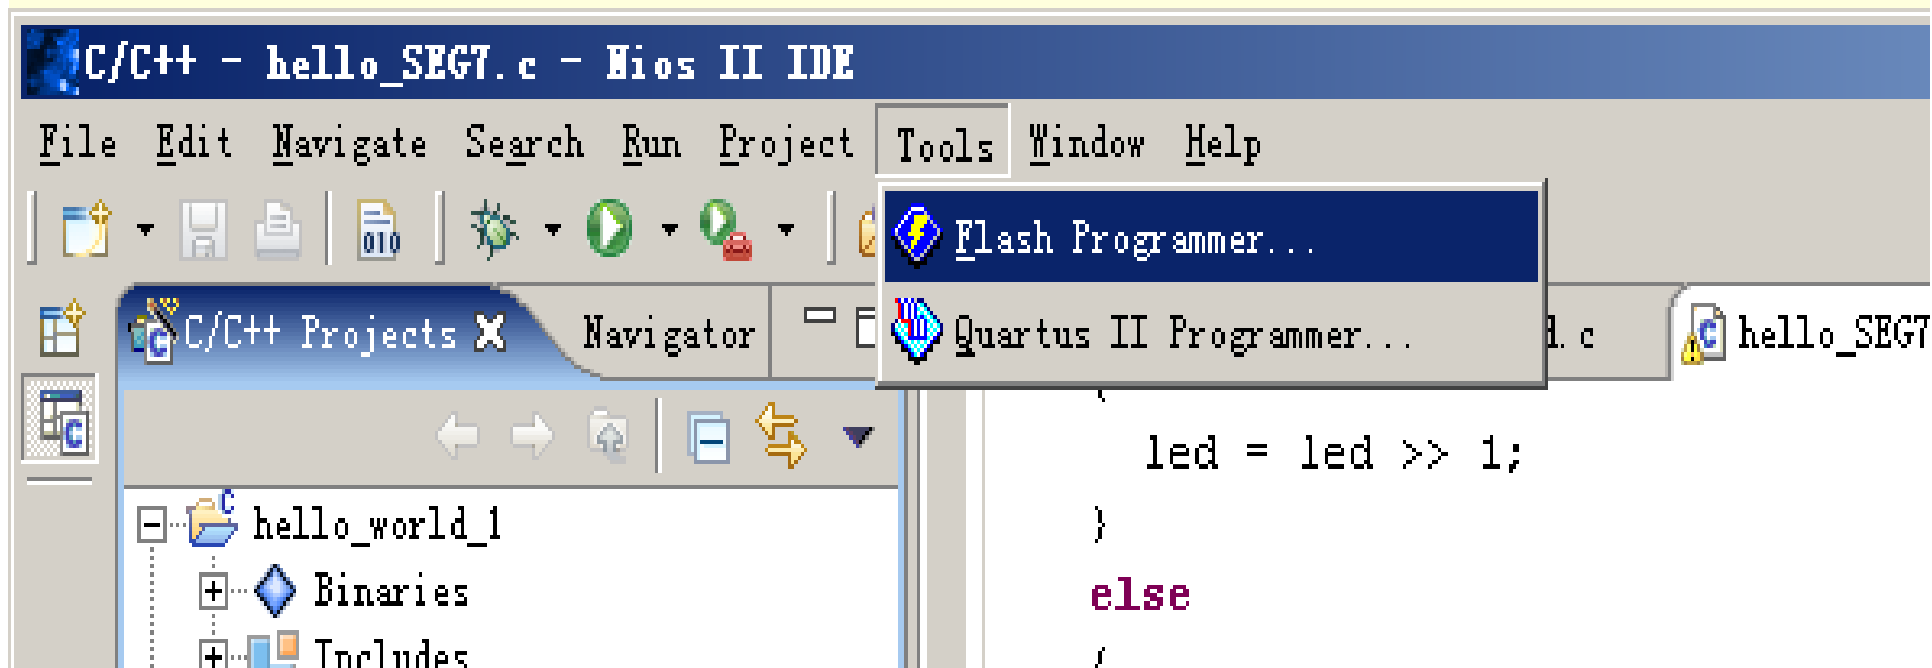 C/C++ - hello_SEG7.c - Nios II IDE
File Edit Navigate Search Run Project Tools Window Help
010
Flash Programmer...
Quartus II Programmer...
C/C++ Projects Navigator d.c hello_SEG7
led = led >> 1;
}
else
hello_world_1
Binaries
Includes